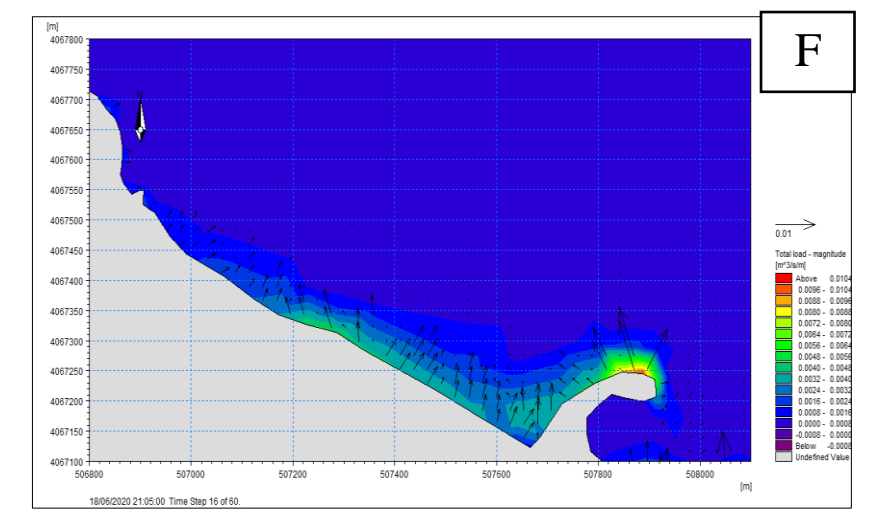 [m]
F
4067800
4067750
4067700
4067650
4067600
4067550
4067500
4067450
4067400
4067350
4067300
4067250
4067200
4067150
4067100
N
506800 507000 507200 507400 507600 507800 508000
[m]
18/06/2020 21:05:00 Time Step 16 of 60.
0.01
Total load - magnitude
[m^3/s/m]
Above 0.0104
0.0096 - 0.0104
0.0088 - 0.0096
0.0080 - 0.0088
0.0072 - 0.0080
0.0064 - 0.0072
0.0056 - 0.0064
0.0048 - 0.0056
0.0040 - 0.0048
0.0032 - 0.0040
0.0024 - 0.0032
0.0016 - 0.0024
0.0008 - 0.0016
0.0000 - 0.0008
-0.0008 - 0.0000
Below -0.0008
Undefined Value